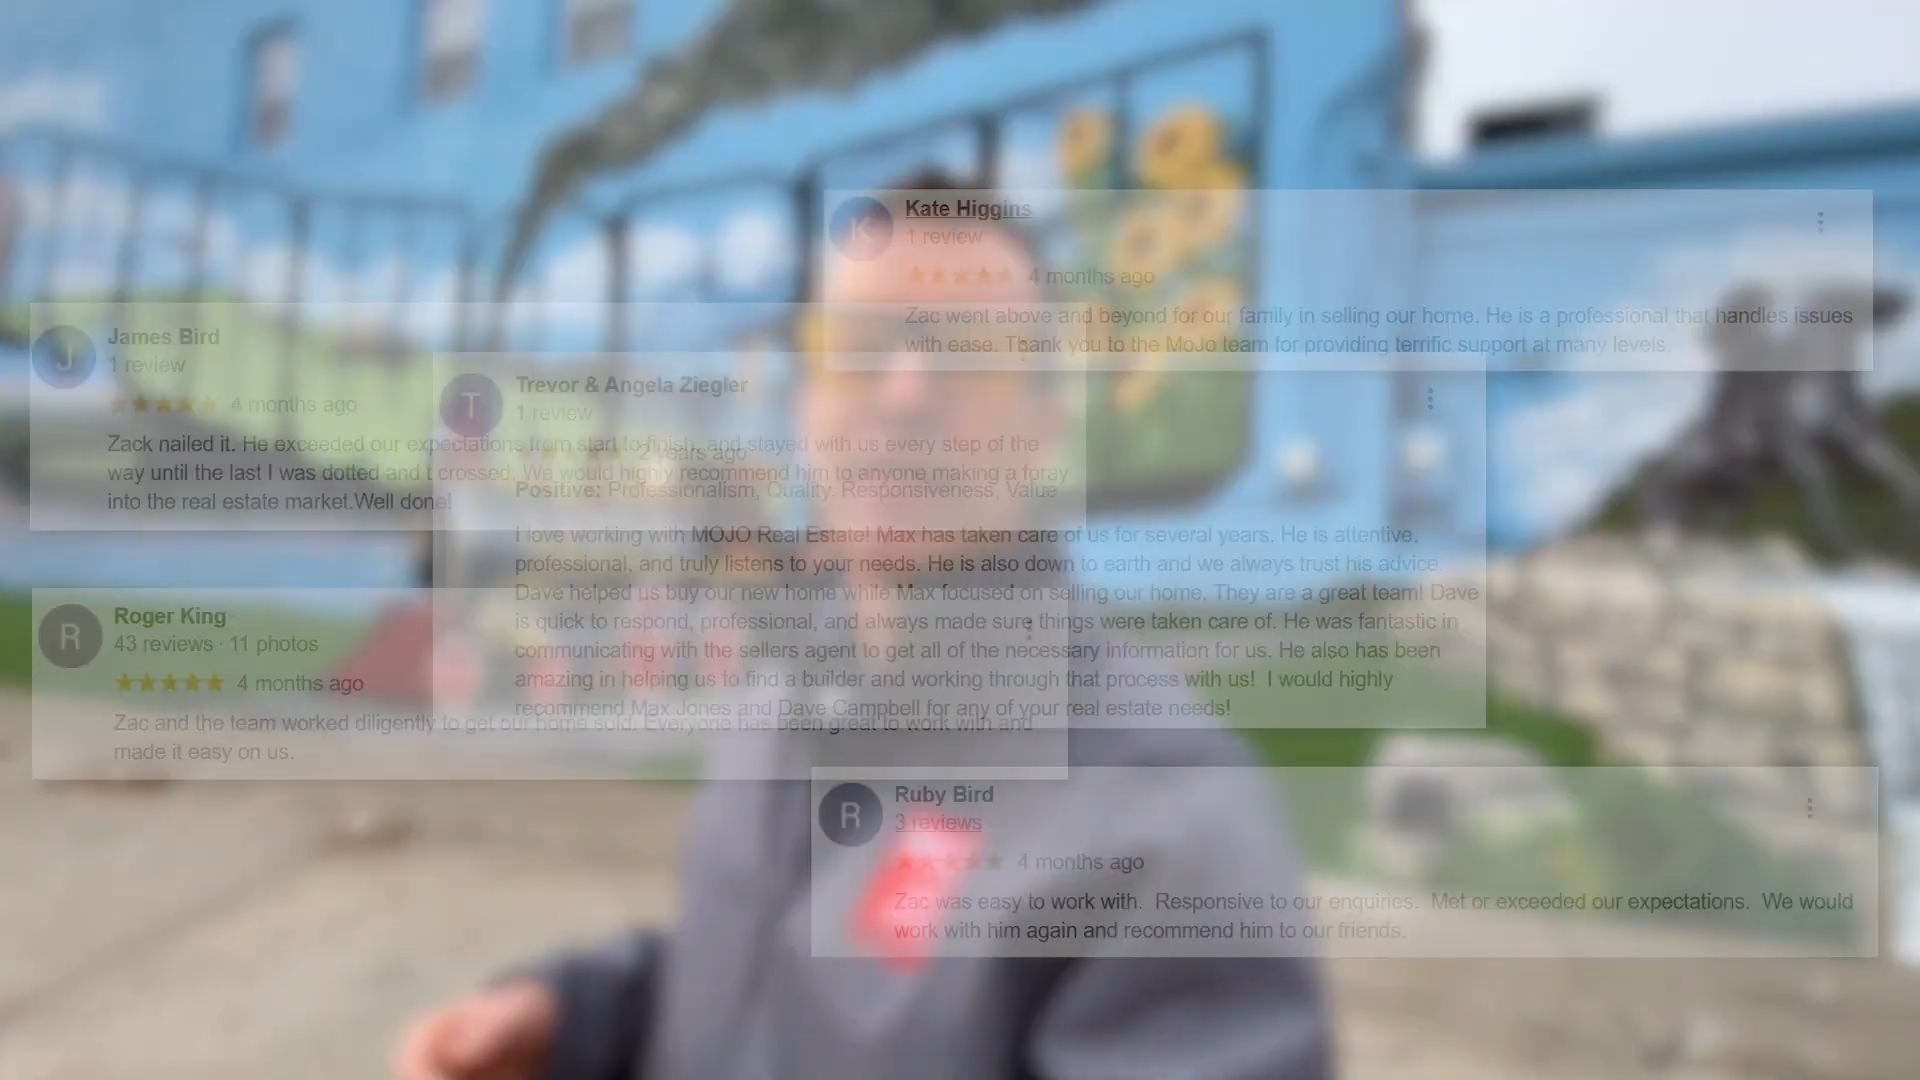 Kate Higgins
1 review
4 months ago
Zac went above and beyond for our family in selling our home. He is a professional that handles issues
with ease. Thank you to the MoJo team for providing terrific support at many levels.
J
James Bird
1 review
4 months ago
Zack nailed it. He exceeded our expectations from start to finish, and stayed with us every step of the
way until the last I was dotted and t crossed. We would highly recommend him to anyone making a foray
into the real estate market.Well done!
T
Trevor & Angela Ziegler
1 review
2 years ago
Positive: Professionalism, Quality, Responsiveness, Value
I love working with MOJO Real Estate! Max has taken care of us for several years. He is attentive,
professional, and truly listens to your needs. He is also down to earth and we always trust his advice
Dave helped us buy our new home while Max focused on selling our home. They are a great team! Dave
is quick to respond, professional, and always made sure things were taken care of. He was fantastic in
communicating with the sellers agent to get all of the necessary information for us. He also has been
amazing in helping us to find a builder and working through that process with us!  I would highly
recommend Max Jones and Dave Campbell for any of your real estate needs!
R
Roger King
43 reviews · 11 photos
4 months ago
Zac and the team worked diligently to get our home sold. Everyone has been great to work with and
made it easy on us.
R
Ruby Bird
3 reviews
4 months ago
Zac was easy to work with.  Responsive to our enquiries.  Met or exceeded our expectations.  We would
work with him again and recommend him to our friends.